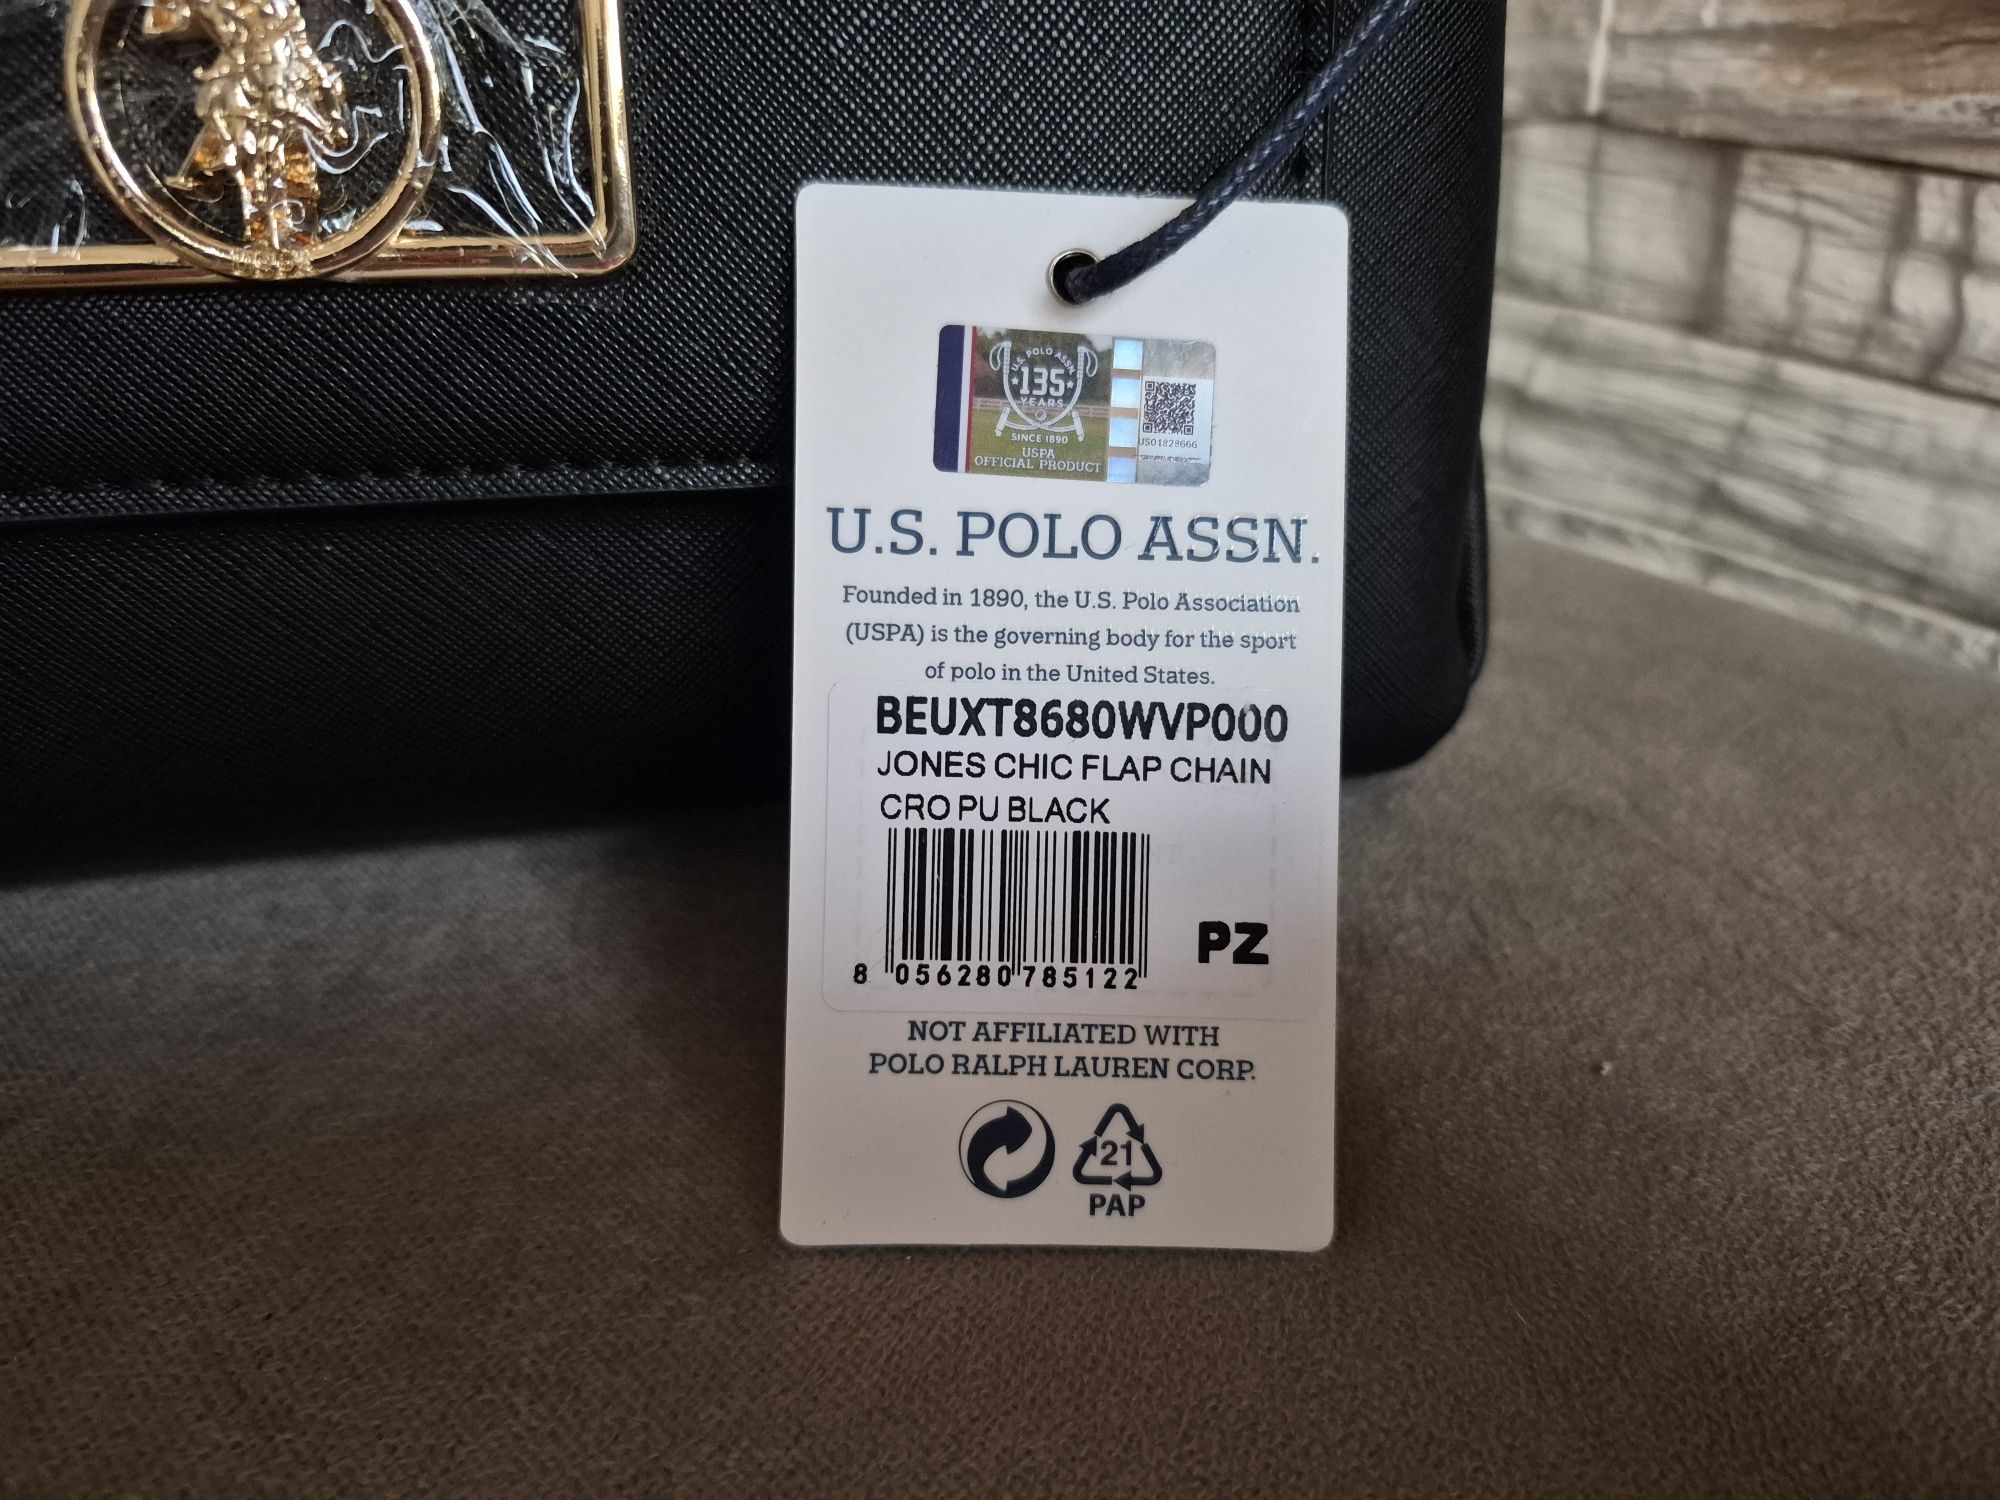 U.S. POLO ASSN
135
YEARS
SINCE 1890
USPA
OFFICIAL PRODUCT
US01828666
U.S. POLO ASSN.
Founded in 1890, the U.S. Polo Association
(USPA) is the governing body for the sport
of polo in the United States.
BEUXT8680WVP000
JONES CHIC FLAP CHAIN
CRO PU BLACK
8 056280 785122
PZ
NOT AFFILIATED WITH
POLO RALPH LAUREN CORP.
21
PAP